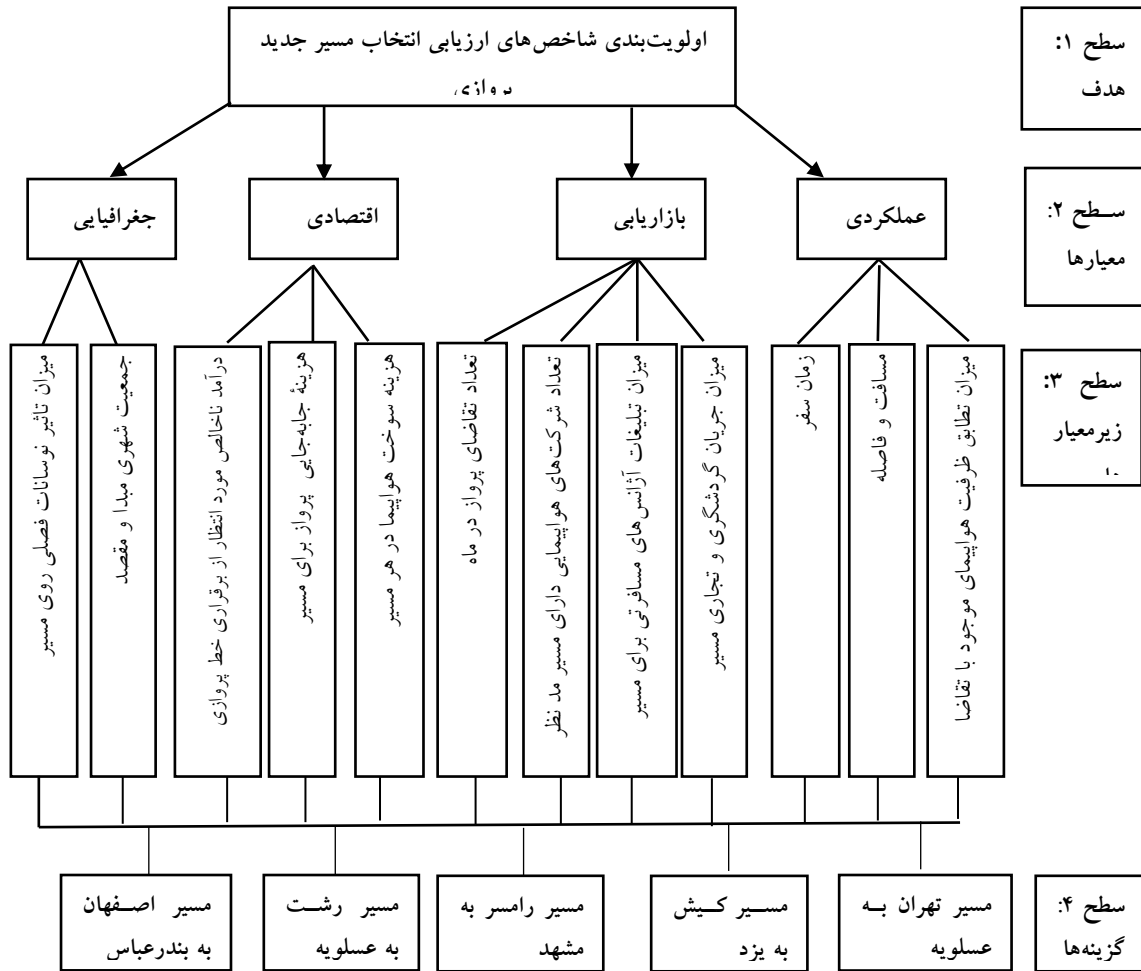 اولویت‌بندی شاخص‌های ارزیابی انتخاب مسیر جدید
پروازی
سطح ۱:
هدف
عملکردی
بازاریابی
اقتصادی
جغرافیایی
سطح ۲:
معیارها
میزان تطابق ظرفیت هواپیمای موجود با تقاضا
مسافت و فاصله
زمان سفر
میزان جریان گردشگری و تجاری مسیر
میزان تبلیغات آژانس‌های مسافرتی برای مسیر
تعداد شرکت‌های هواپیمایی دارای مسیر مد نظر
تعداد تقاضای پرواز در ماه
هزینه سوخت هواپیما در هر مسیر
هزینهٔ جابه‌جایی پرواز برای مسیر
درآمد ناخالص مورد انتظار از برقراری خط پروازی
جمعیت شهری مبدا و مقصد
میزان تاثیر نوسانات فصلی روی مسیر
سطح ۳:
زیرمعیار
مسیر تهران به
عسلویه
مسیر کیش
به یزد
مسیر رامسر به
مشهد
مسیر رشت
به عسلویه
مسیر اصفهان
به بندرعباس
سطح ۴:
گزینه‌ها